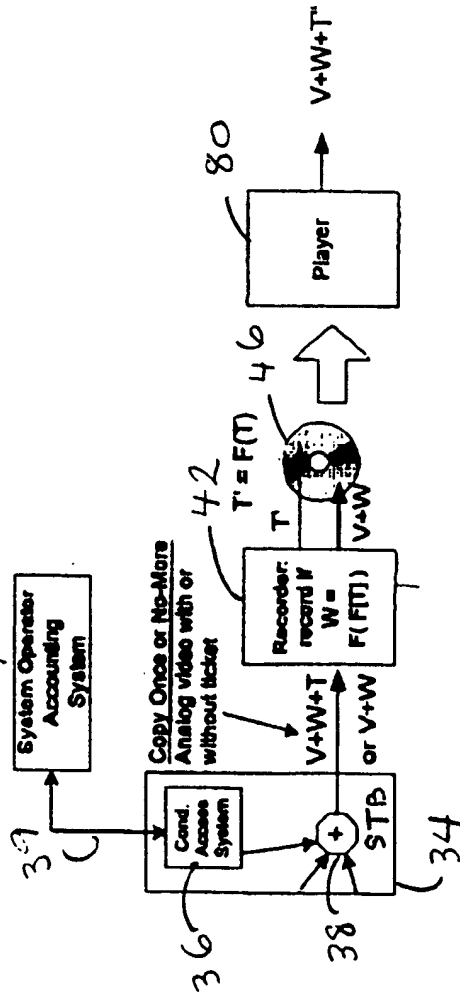 System Operator
Accounting
System
39
Cond.
Access
System
36
38
STB
34
Copy Once or No-More
Analog video with or
without ticket
V+W+T
or V+W
42
Recorder:
record if
W =
F(F[T])
T' = F(T)
T'
V+W
46
80
Player
V+W+T'